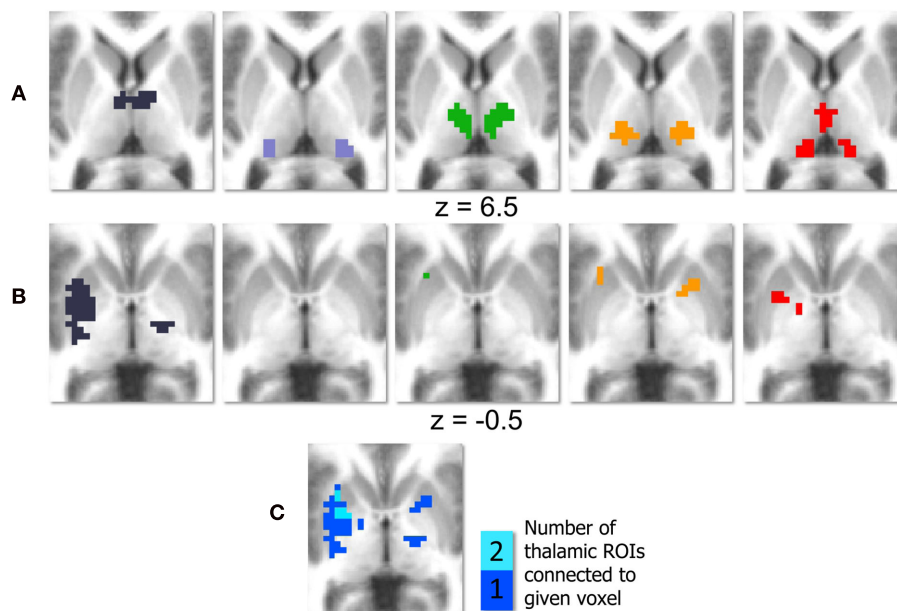 A
z = 6.5
B
z = -0.5
C
2
1
Number of
thalamic ROIs
connected to
given voxel